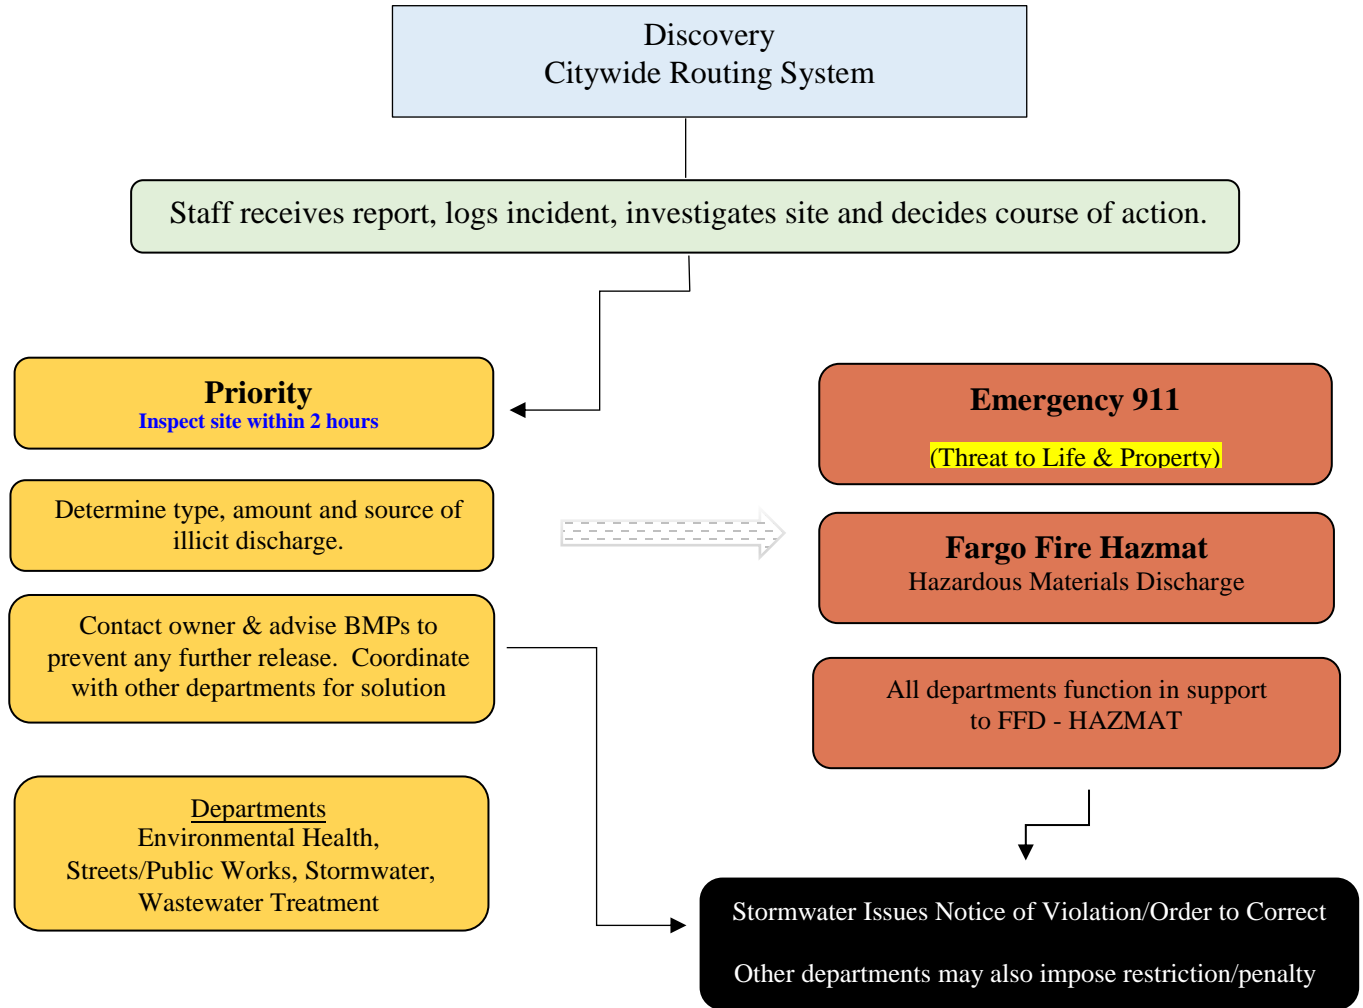 Discovery
Citywide Routing System
Staff receives report, logs incident, investigates site and decides course of action.
Priority
Inspect site within 2 hours
Determine type, amount and source of
illicit discharge.
Contact owner & advise BMPs to
prevent any further release. Coordinate
with other departments for solution
Departments
Environmental Health,
Streets/Public Works, Stormwater,
Wastewater Treatment
Emergency 911
(Threat to Life & Property)
Fargo Fire Hazmat
Hazardous Materials Discharge
All departments function in support
to FFD - HAZMAT
Stormwater Issues Notice of Violation/Order to Correct
Other departments may also impose restriction/penalty